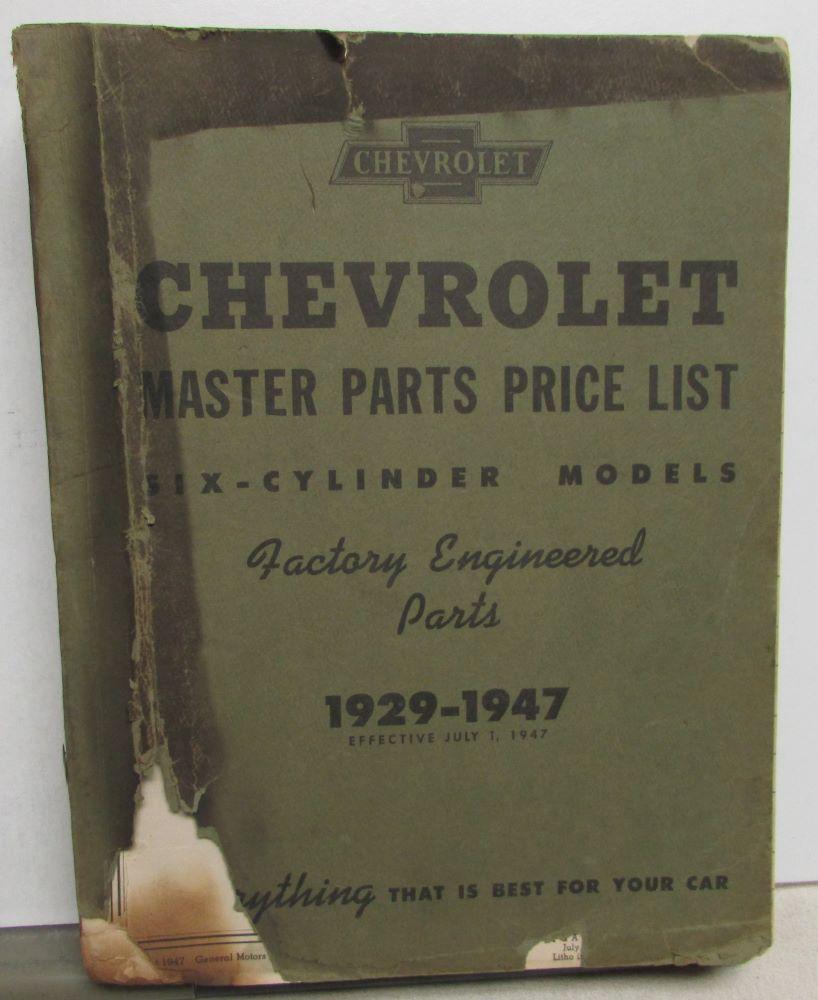 CHEVROLET
CHEVROLET
MASTER PARTS PRICE LIST
SIX-CYLINDER MODELS
Factory Engineered
Parts
1929-1947
EFFECTIVE JULY 1, 1947
rything THAT IS BEST FOR YOUR CAR
July
1947 General Motors
Litho i